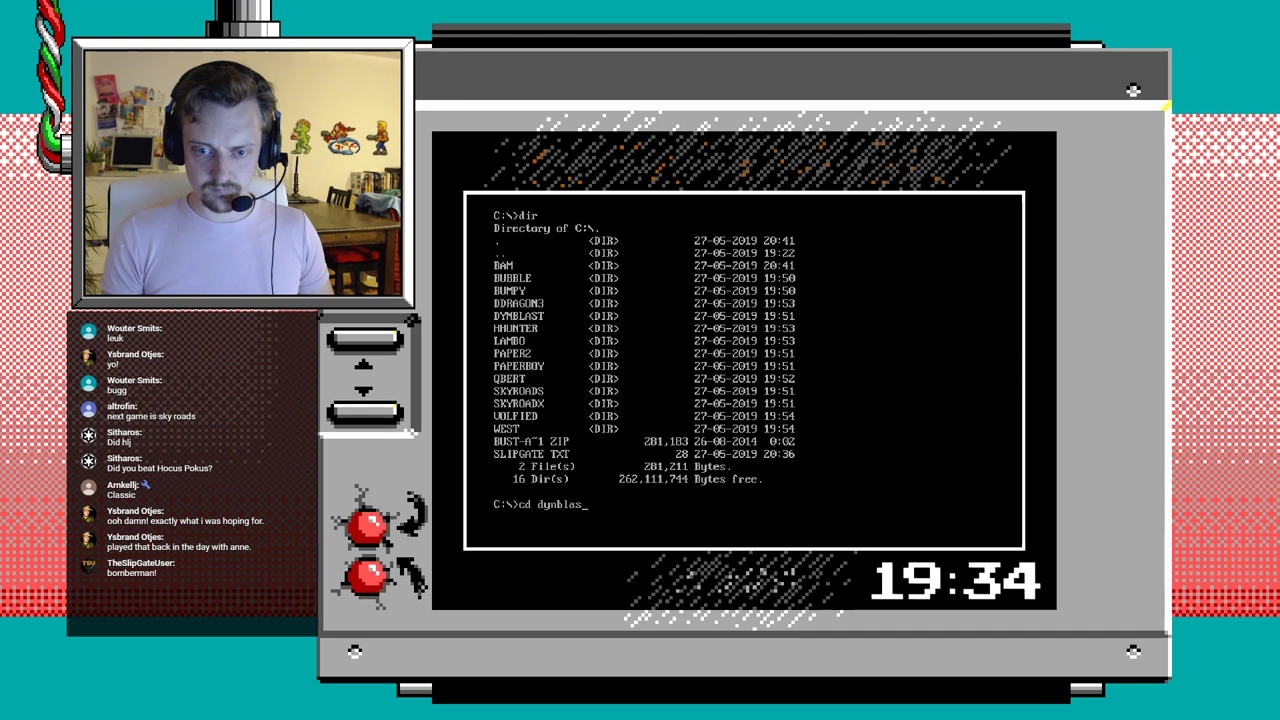 Wouter Smits:
!euk
Ysbrand Otjes:
yo!
Wouter Smits:
bugg
altrofin:
next game is sky roads
Sitharos:
Did hlj
Sitharos:
Did you beat Hocus Pokus?
Arnkellj:
Classic
Ysbrand Otjes:
ooh damn! exactly what i was hoping for.
Ysbrand Otjes:
played that back in the day with anne.
TSU
TheSlipGateUser:
bomberman!
C:\>dir
Directory of C:\.
. <DIR> 27-05-2019 20:41
.. <DIR> 27-05-2019 19:22
BAM <DIR> 27-05-2019 20:41
BUBBLE <DIR> 27-05-2019 19:50
BUMPY <DIR> 27-05-2019 19:50
DDRAGON3 <DIR> 27-05-2019 19:53
DYNBLAST <DIR> 27-05-2019 19:51
HHUNTER <DIR> 27-05-2019 19:53
LAMBO <DIR> 27-05-2019 19:53
PAPER2 <DIR> 27-05-2019 19:51
PAPERBOY <DIR> 27-05-2019 19:51
QBERT <DIR> 27-05-2019 19:52
SKYROADS <DIR> 27-05-2019 19:51
SKYROADX <DIR> 27-05-2019 19:51
VOLFIED <DIR> 27-05-2019 19:54
WEST <DIR> 27-05-2019 19:54
BUST-A~1 ZIP 281,183 26-08-2014 0:02
SLIPGATE TXT 28 27-05-2019 20:36
2 File(s) 281,211 Bytes.
16 Dir(s) 262,111,744 Bytes free.
C:\>cd dynblas_
19:34